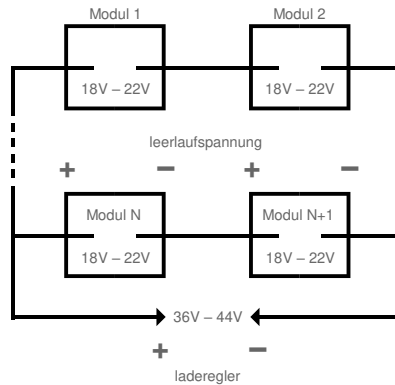 Modul 1 Modul 2
18V – 22V 18V – 22V
leerlaufspannung
+ – + –
Modul N Modul N+1
18V – 22V 18V – 22V
36V – 44V
+ –
laderegler